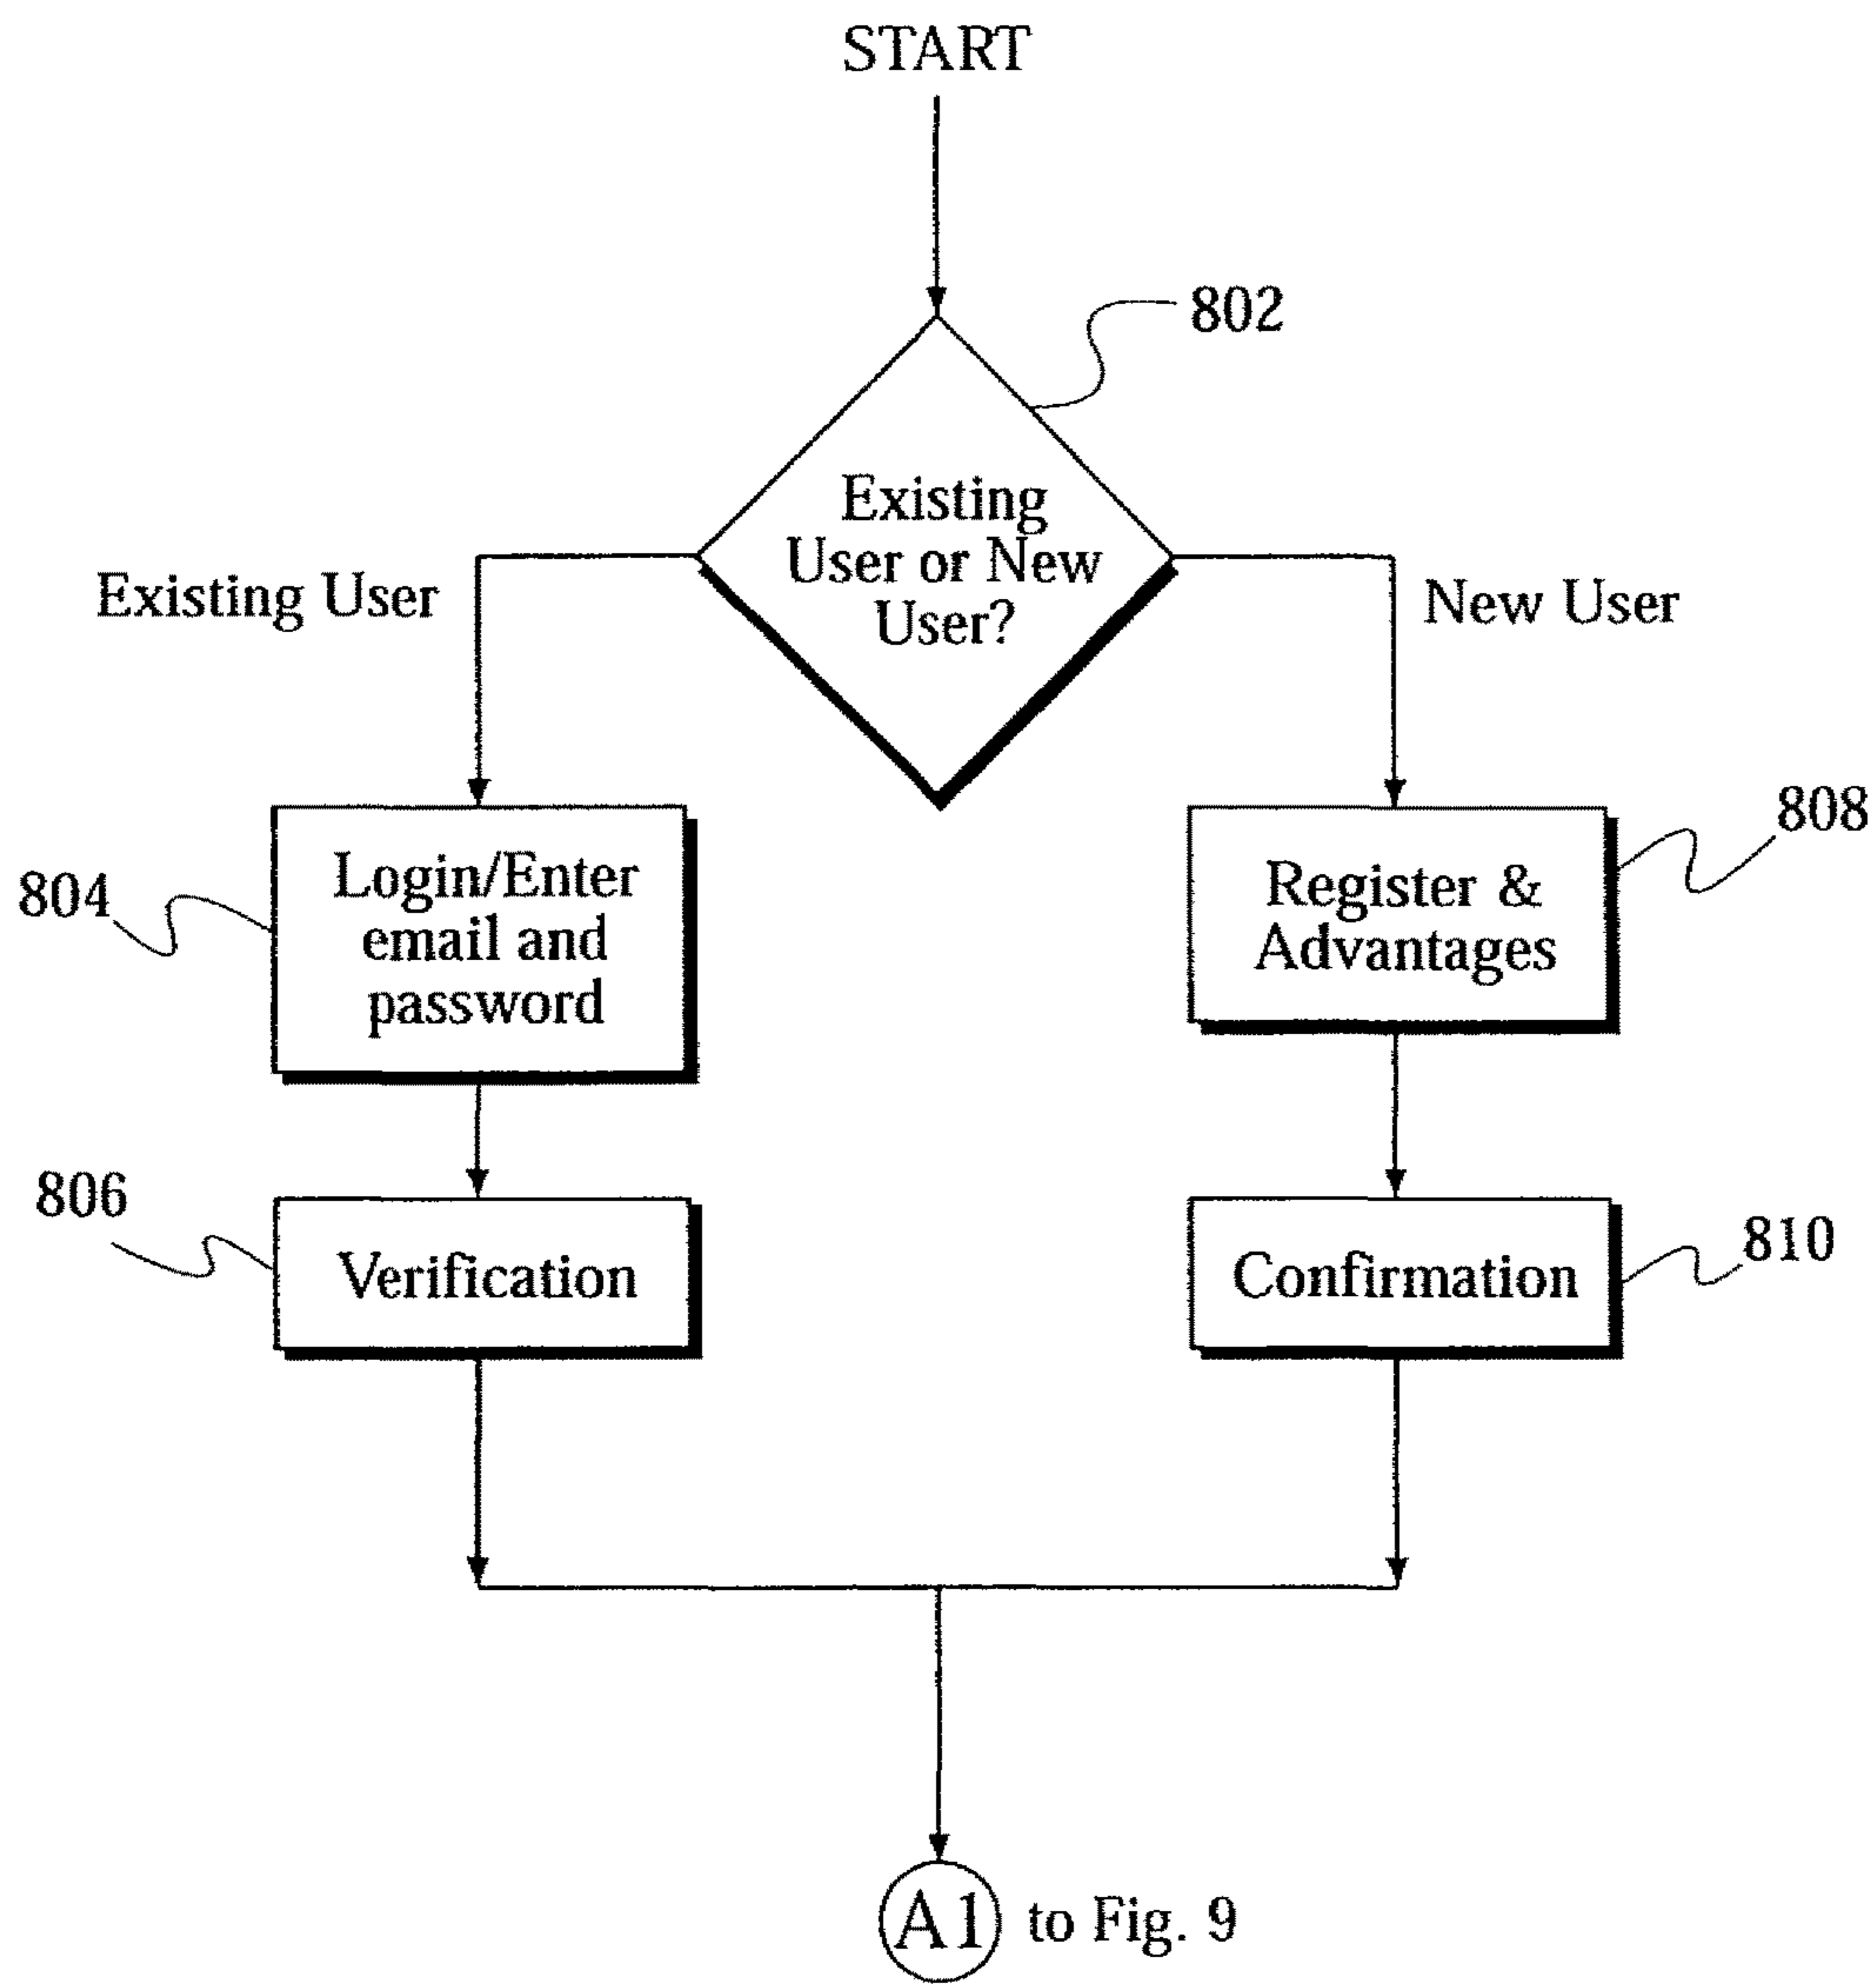 START
802
Existing
User or New
User?
Existing User
New User
808
804
Login/Enter
email and
password
Register &
Advantages
806
Verification
Confirmation
810
A1 to Fig. 9